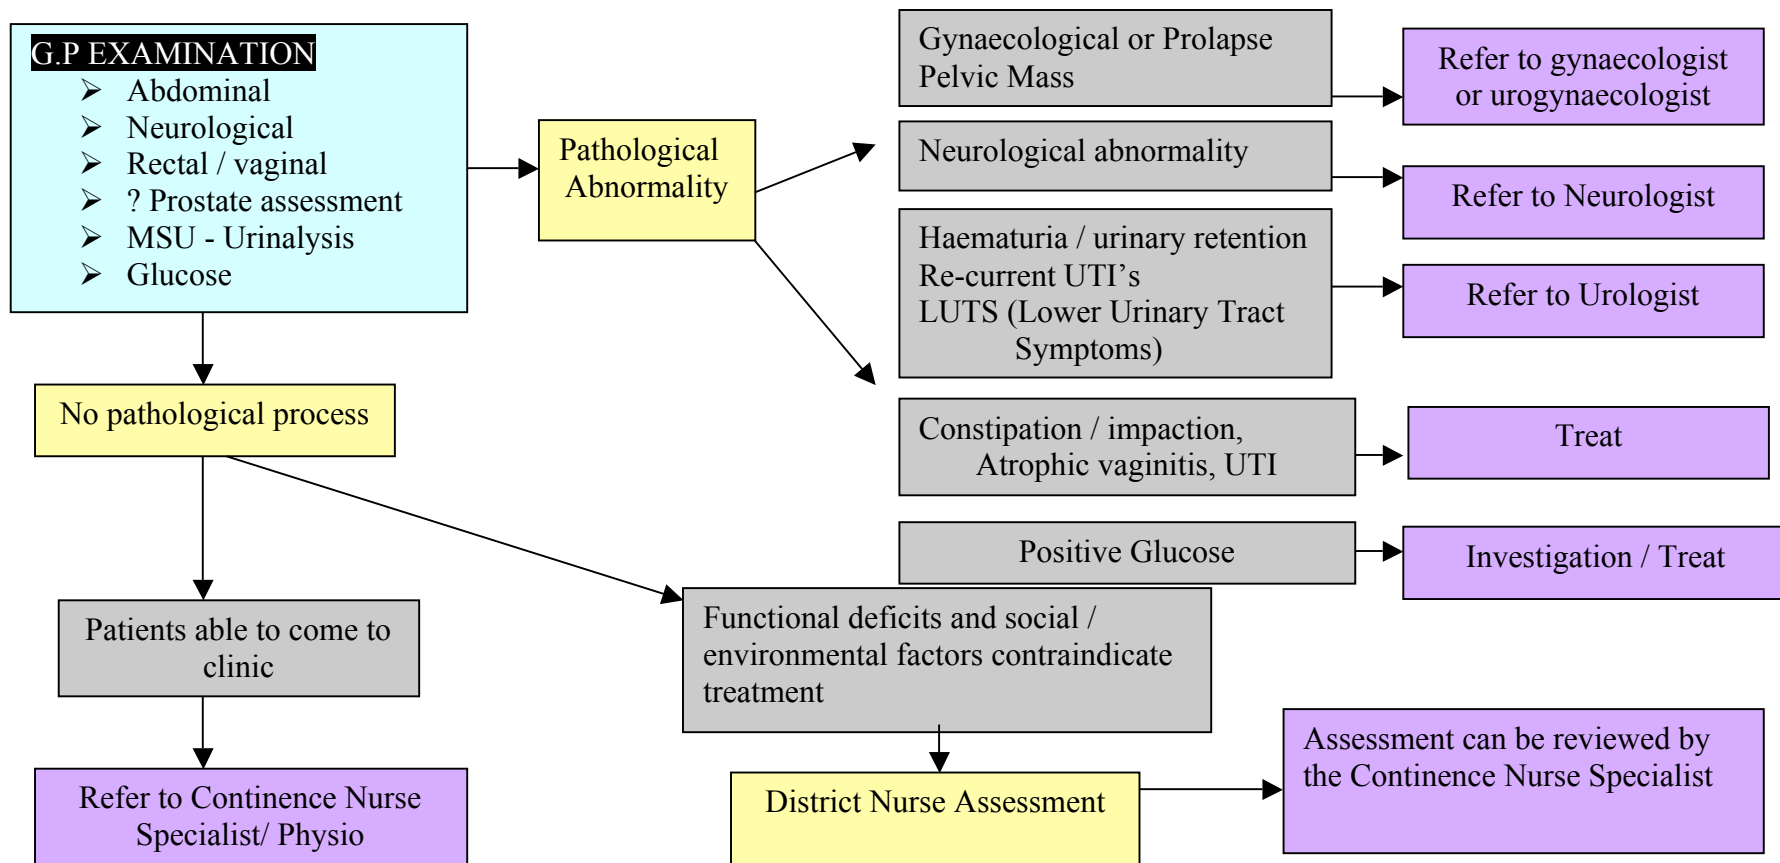 G.P EXAMINATION
➢ Abdominal
➢ Neurological
➢ Rectal / vaginal
➢ ? Prostate assessment
➢ MSU - Urinalysis
➢ Glucose
Pathological
Abnormality
Gynaecological or Prolapse
Pelvic Mass
Refer to gynaecologist
or urogynaecologist
Neurological abnormality
Refer to Neurologist
Haematuria / urinary retention
Re-current UTI’s
LUTS (Lower Urinary Tract
Symptoms)
Refer to Urologist
Constipation / impaction,
Atrophic vaginitis, UTI
Treat
Positive Glucose
Investigation / Treat
No pathological process
Patients able to come to
clinic
Refer to Continence Nurse
Specialist/ Physio
Functional deficits and social /
environmental factors contraindicate
treatment
District Nurse Assessment
Assessment can be reviewed by
the Continence Nurse Specialist